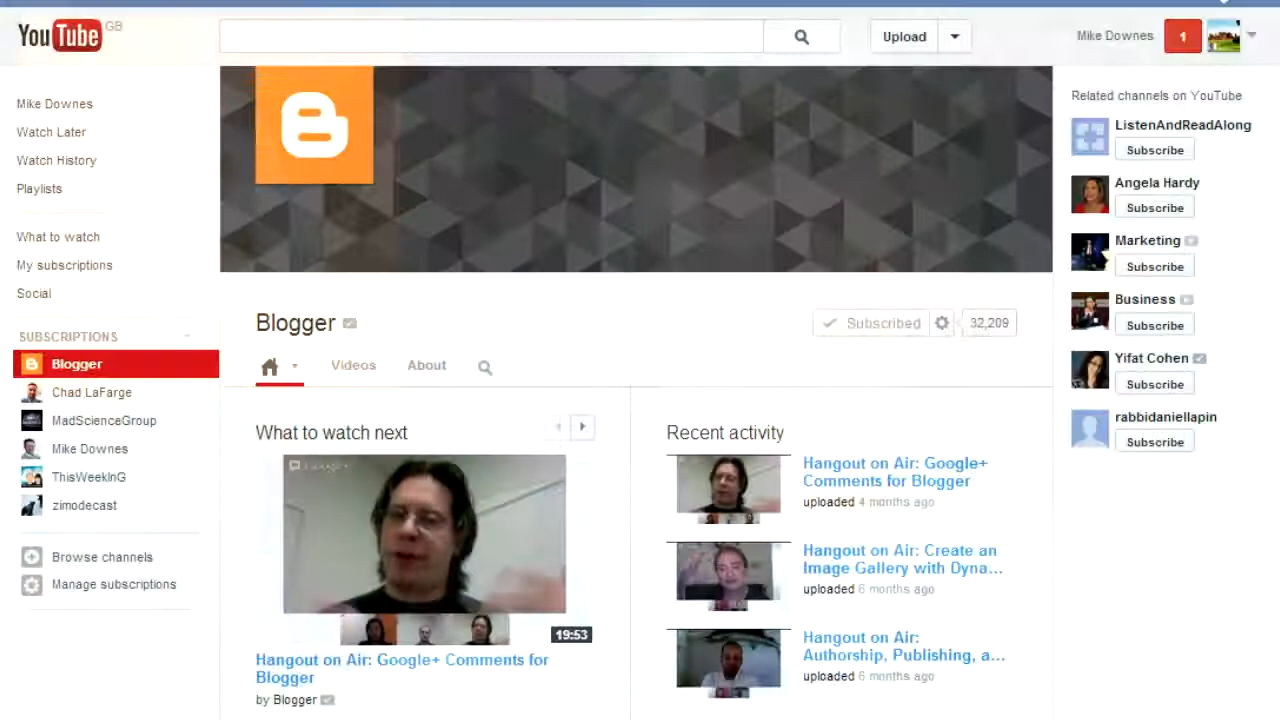 YouTube GB
Upload
Mike Downes
1
Mike Downes
Watch Later
Watch History
Playlists
What to watch
My subscriptions
Social
SUBSCRIPTIONS
Blogger
Chad LaFarge
MadScienceGroup
Mike Downes
ThisWeekInG
zimodecast
Browse channels
Manage subscriptions
Blogger
Subscribed
32,209
Videos
About
What to watch next
19:53
Hangout on Air: Google+ Comments for
Blogger
by Blogger
Recent activity
Hangout on Air: Google+
Comments for Blogger
uploaded 4 months ago
Hangout on Air: Create an
Image Gallery with Dyna...
uploaded 6 months ago
Hangout on Air:
Authorship, Publishing, a...
uploaded 6 months ago
Related channels on YouTube
ListenAndReadAlong
Subscribe
Angela Hardy
Subscribe
Marketing
Subscribe
Business
Subscribe
Yifat Cohen
Subscribe
rabbidaniellapin
Subscribe